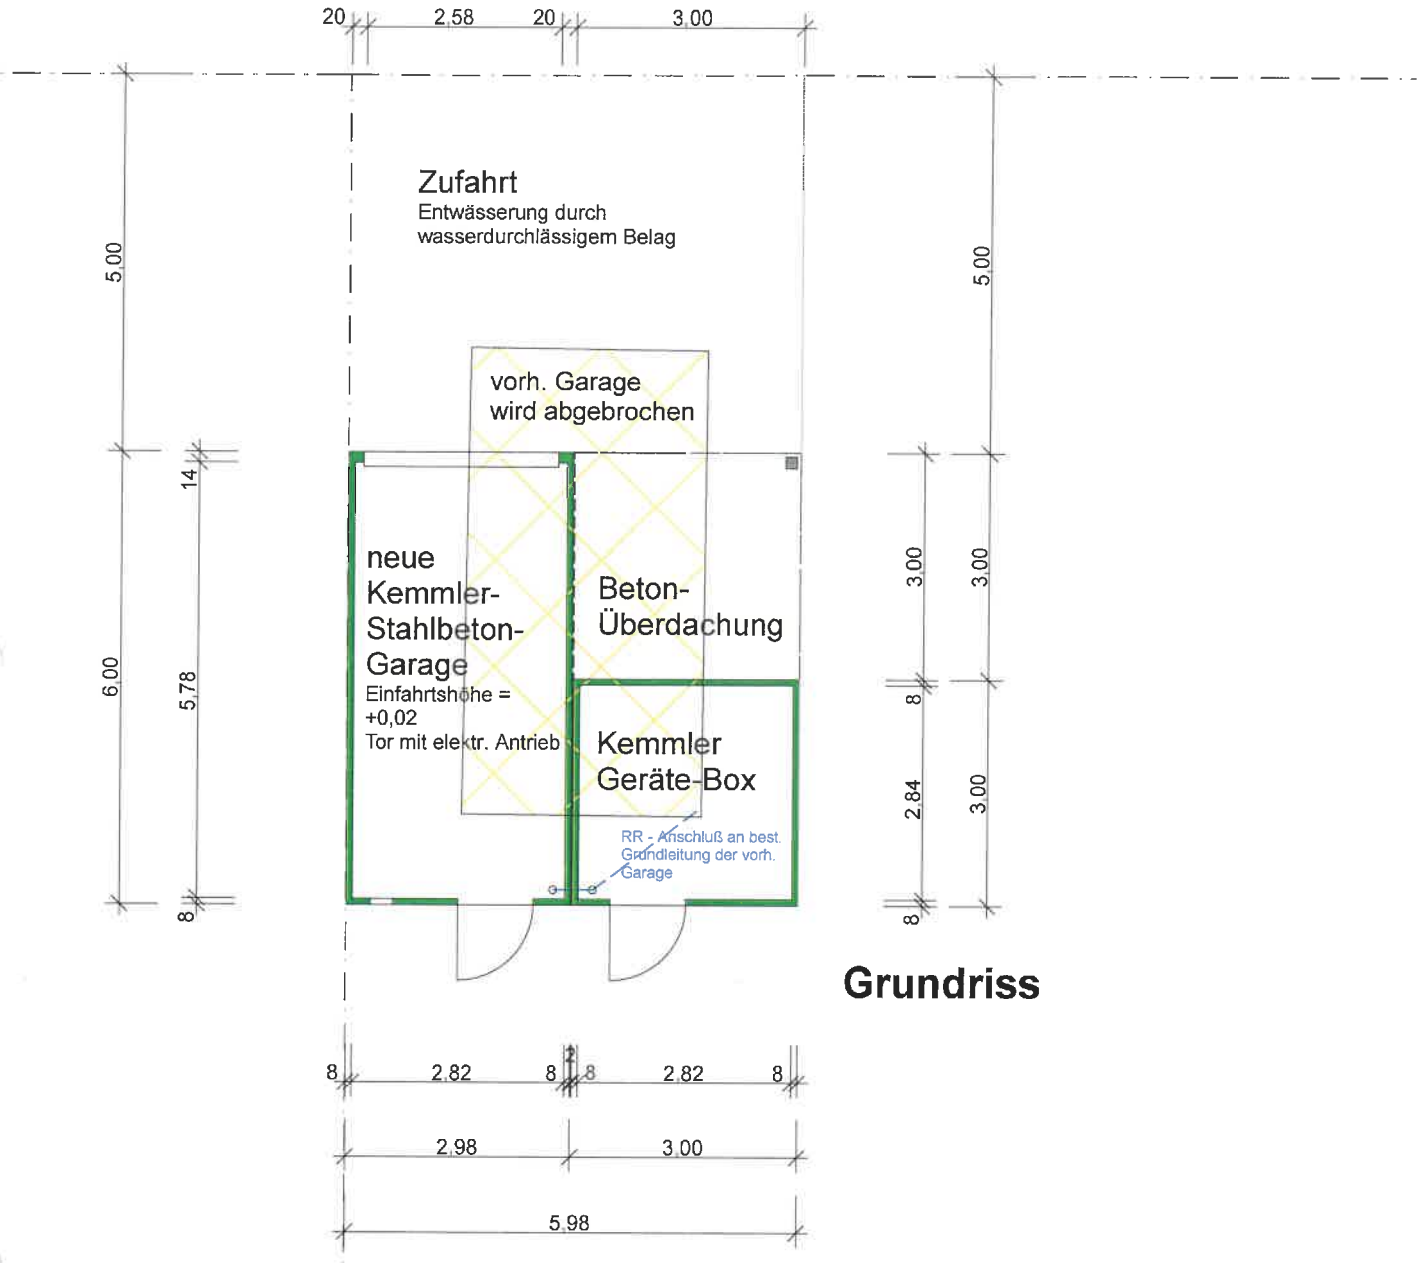 20 2,58 20 3,00
Zufahrt
Entwässerung durch
wasserdurchlässigem Belag
5,00
5,00
vorh. Garage
wird abgebrochen
14
neue
Kemmler-
Stahlbeton-
Garage
Einfahrtshöhe =
+0,02
Tor mit elektr. Antrieb
Beton-
Überdachung
3,00
3,00
6,00
5,78
8
Kemmler
Geräte-Box
2,84
3,00
RR - Anschluß an best.
Grundleitung der vorh.
Garage
8
8
Grundriss
2
8 2,82 8 8 2,82 8
2,98 3,00
5,98